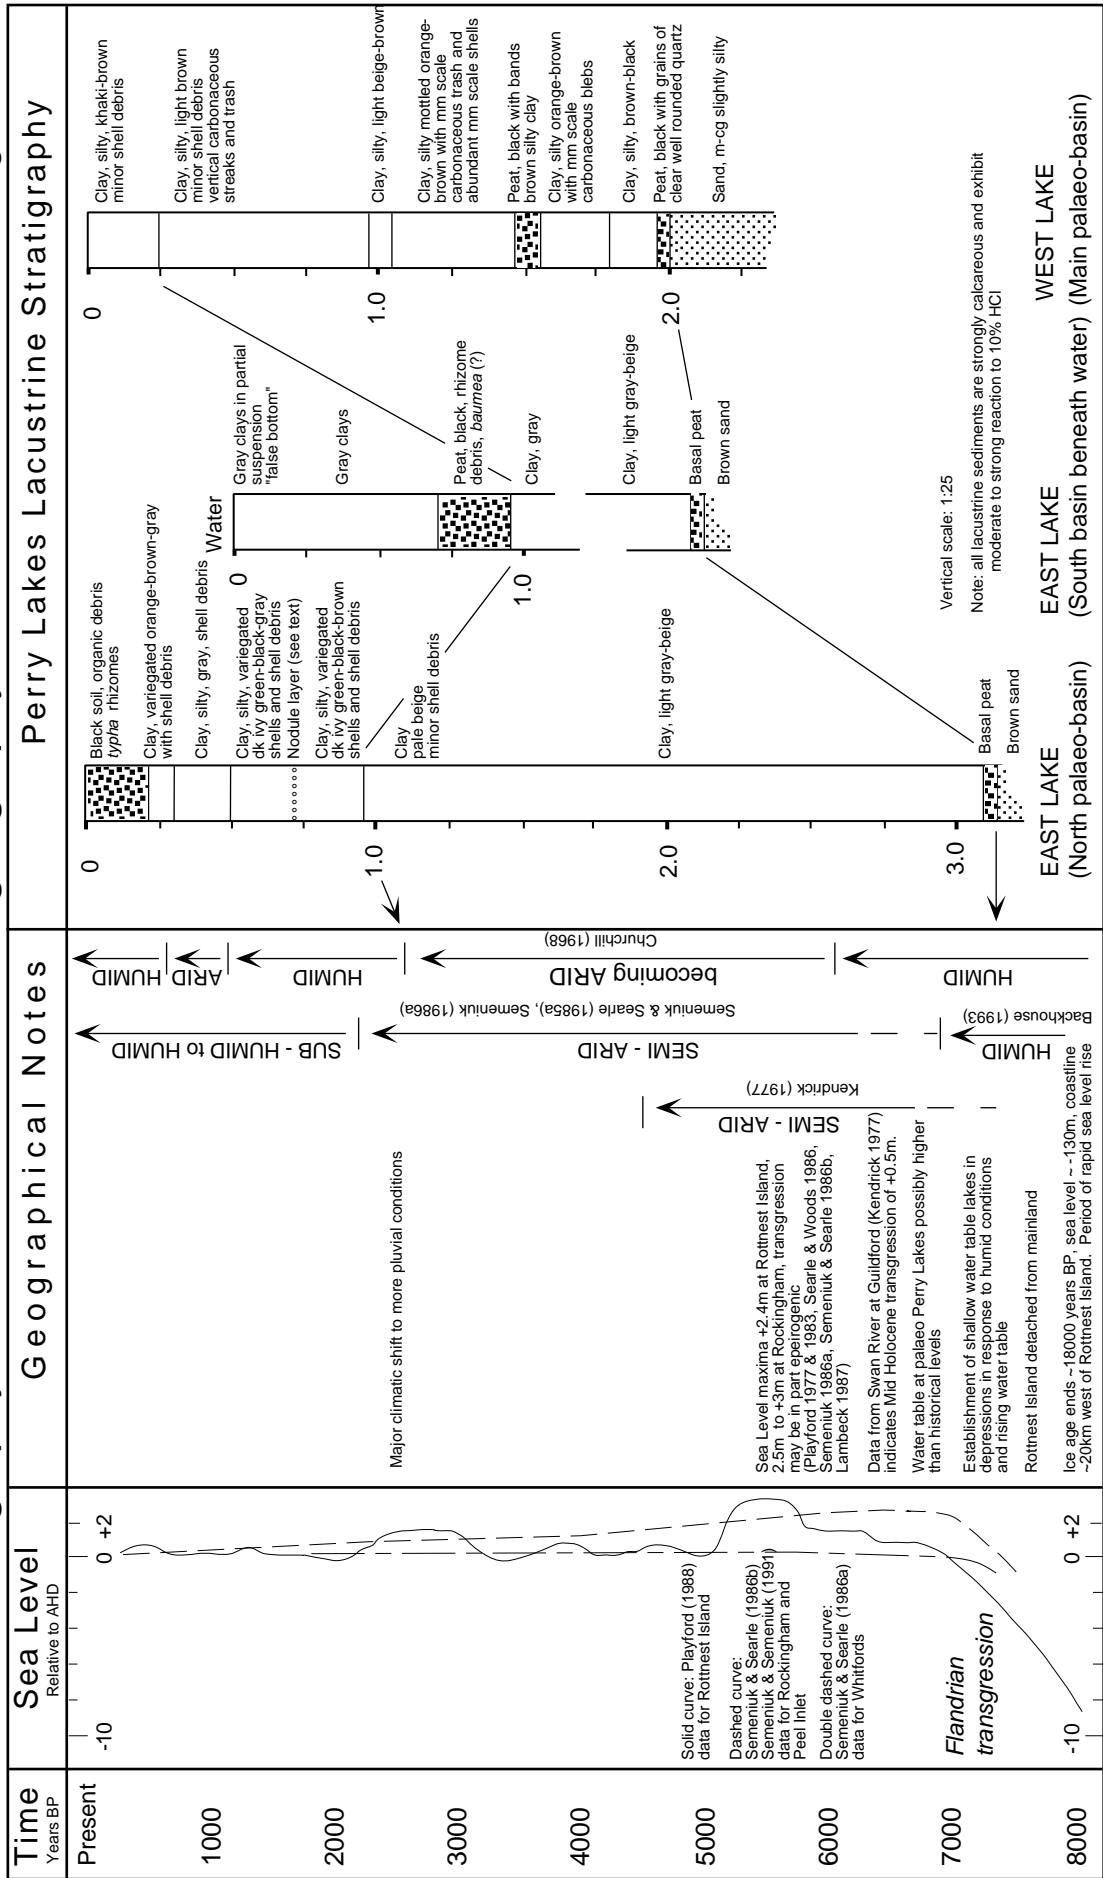 Time
Years BP
Present
1000
2000
3000
4000
5000
6000
7000
8000
Sea Level
Relative to AHD
-10
0
+2
Solid curve: Playford (1988)
data for Rottnest Island
Dashed curve:
Semeniuk & Searle (1986b)
Semeniuk & Semeniuk (1991)
data for Rockingham and
Peel Inlet
Double dashed curve:
Semeniuk & Searle (1986a)
data for Whitfords
Flandrian
transgression
-10
0
+2
Geographical Notes
Major climatic shift to more pluvial conditions
Sea Level maxima +2.4m at Rottnest Island,
2.5m to +3m at Rockingham, transgression
may be in part epeirogenic
(Playford 1977 & 1983, Searle & Woods 1986,
Semeniuk 1986a, Semeniuk & Searle 1986b,
Lambeck 1987)
Data from Swan River at Guildford (Kendrick 1977)
indicates Mid Holocene transgression of +0.5m.
Water table at palaeo Perry Lakes possibly higher
than historical levels
Establishment of shallow water table lakes in
depressions in response to humid conditions
and rising water table
Rottnest Island detached from mainland
Ice age ends ~18000 years BP, sea level ~ -130m, coastline
~20km west of Rottnest Island. Period of rapid sea level rise
SEMI - ARID
Kendrick (1977)
SUB - HUMID to HUMID
SEMI - ARID
Semeniuk & Searle (1985a), Semeniuk (1986a)
HUMID
Backhouse (1993)
HUMID
ARID
HUMID
becoming ARID
Churchill (1968)
HUMID
Perry Lakes Lacustrine Stratigraphy
0
1.0
2.0
3.0
Black soil, organic debris
typha rhizomes
Clay, variegated orange-brown-gray
with shell debris
Clay, silty, gray, shell debris
Clay, silty, variegated
dk ivy green-black-gray
shells and shell debris
Nodule layer (see text)
Clay, silty, variegated
dk ivy green-black-brown
shells and shell debris
Clay
pale beige
minor shell debris
Clay, light gray-beige
Basal peat
Brown sand
EAST LAKE
(North palaeo-basin)
Water
0
1.0
Gray clays in partial
suspension
"false bottom"
Gray clays
Peat, black, rhizome
debris, baumea (?)
Clay, gray
Clay, light gray-beige
Basal peat
Brown sand
Vertical scale: 1:25
Note: all lacustrine sediments are strongly calcareous and exhibit
moderate to strong reaction to 10% HCl
EAST LAKE
(South basin beneath water)
0
1.0
2.0
Clay, silty, khaki-brown
minor shell debris
Clay, silty, light brown
minor shell debris
vertical carbonaceous
streaks and trash
Clay, silty, light beige-brown
Clay, silty mottled orange-
brown with mm scale
carbonaceous trash and
abundant mm scale shells
Peat, black with bands
brown silty clay
Clay, silty orange-brown
with mm scale
carbonaceous blebs
Clay, silty, brown-black
Peat, black with grains of
clear well rounded quartz
Sand, m-cg slightly silty
WEST LAKE
(Main palaeo-basin)